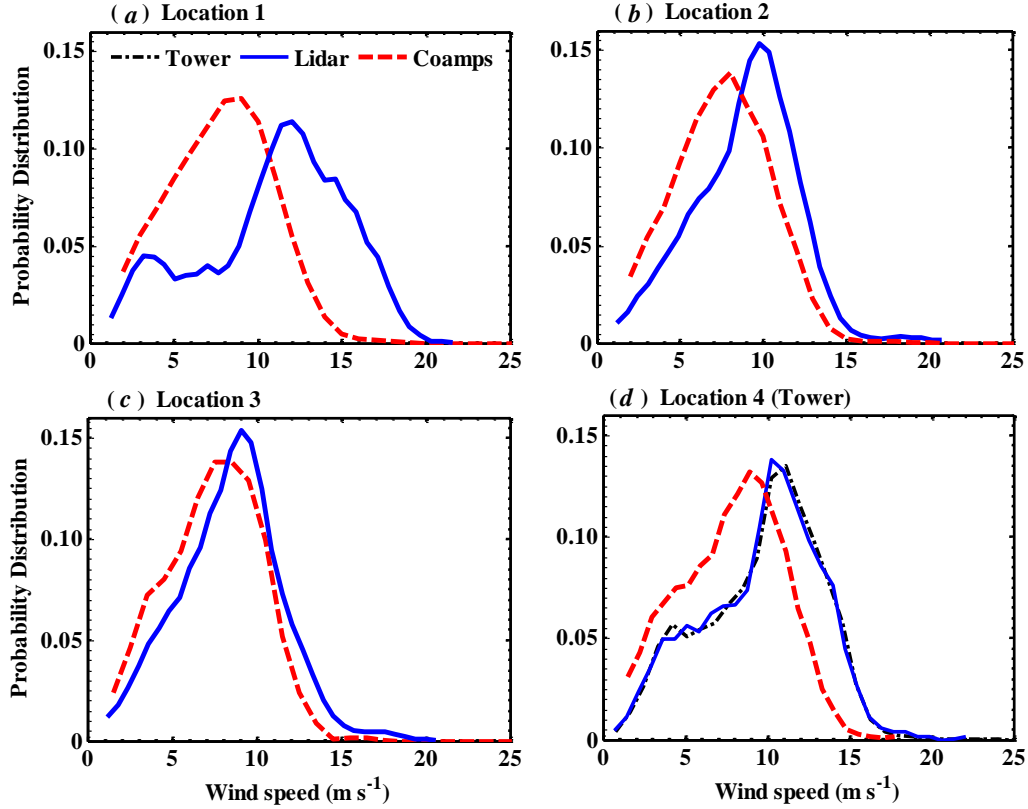 (a) Location 1
(b) Location 2
Probability Distribution
0.15
0.10
0.05
0
Tower Lidar Coamps
0 5 10 15 20 25
0.15
0.10
0.05
0
0 5 10 15 20 25
(c) Location 3
(d) Location 4 (Tower)
Probability Distribution
0.15
0.10
0.05
0
0 5 10 15 20 25
Wind speed (m s⁻¹)
0.15
0.10
0.05
0
0 5 10 15 20 25
Wind speed (m s⁻¹)